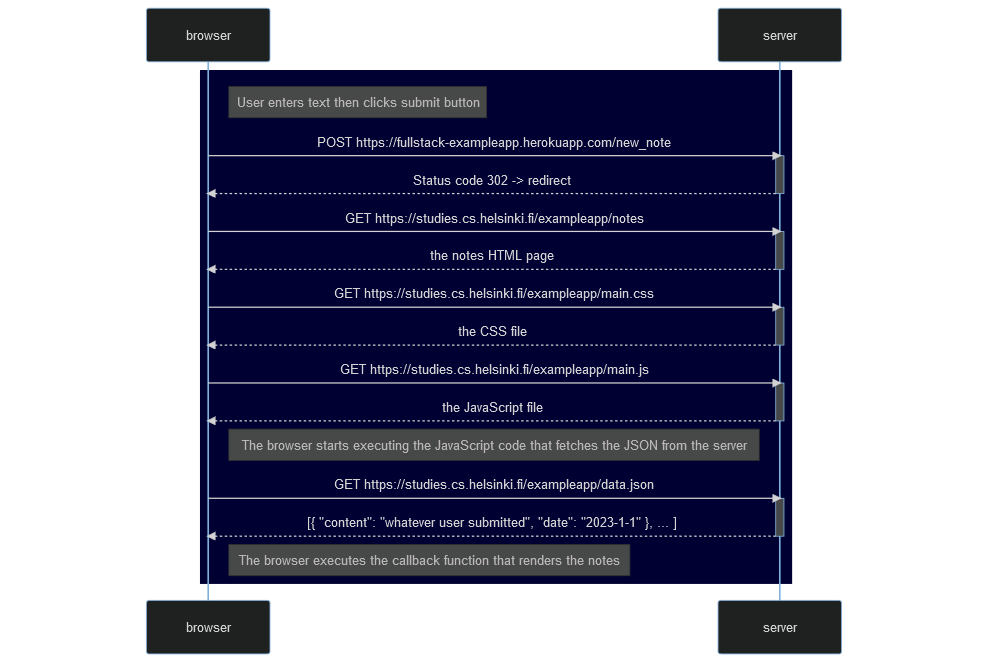 browser
server
User enters text then clicks submit button
POST https://fullstack-exampleapp.herokuapp.com/new_note
Status code 302 -> redirect
GET https://studies.cs.helsinki.fi/exampleapp/notes
the notes HTML page
GET https://studies.cs.helsinki.fi/exampleapp/main.css
the CSS file
GET https://studies.cs.helsinki.fi/exampleapp/main.js
the JavaScript file
The browser starts executing the JavaScript code that fetches the JSON from the server
GET https://studies.cs.helsinki.fi/exampleapp/data.json
[{ "content": "whatever user submitted", "date": "2023-1-1" }, ... ]
The browser executes the callback function that renders the notes
browser
server